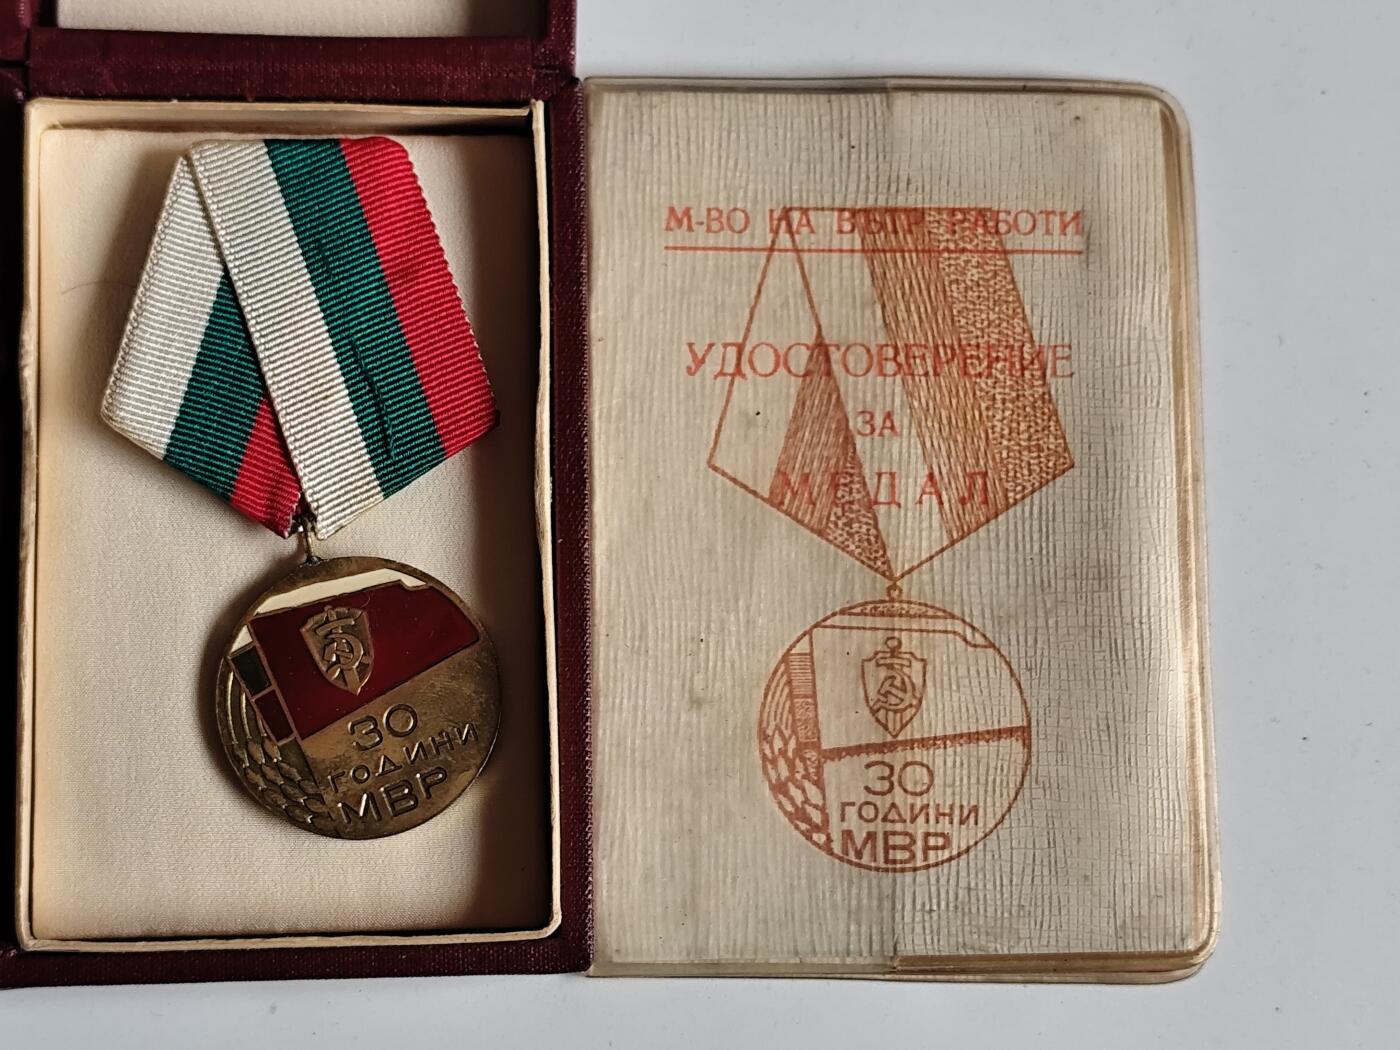 30
ГОДИНИ
МВР
М-ВО НА ВЪТР. РАБОТИ
УДОСТОВЕРЕНИЕ
ЗА
МЕДАЛ
30
ГОДИНИ
МВР